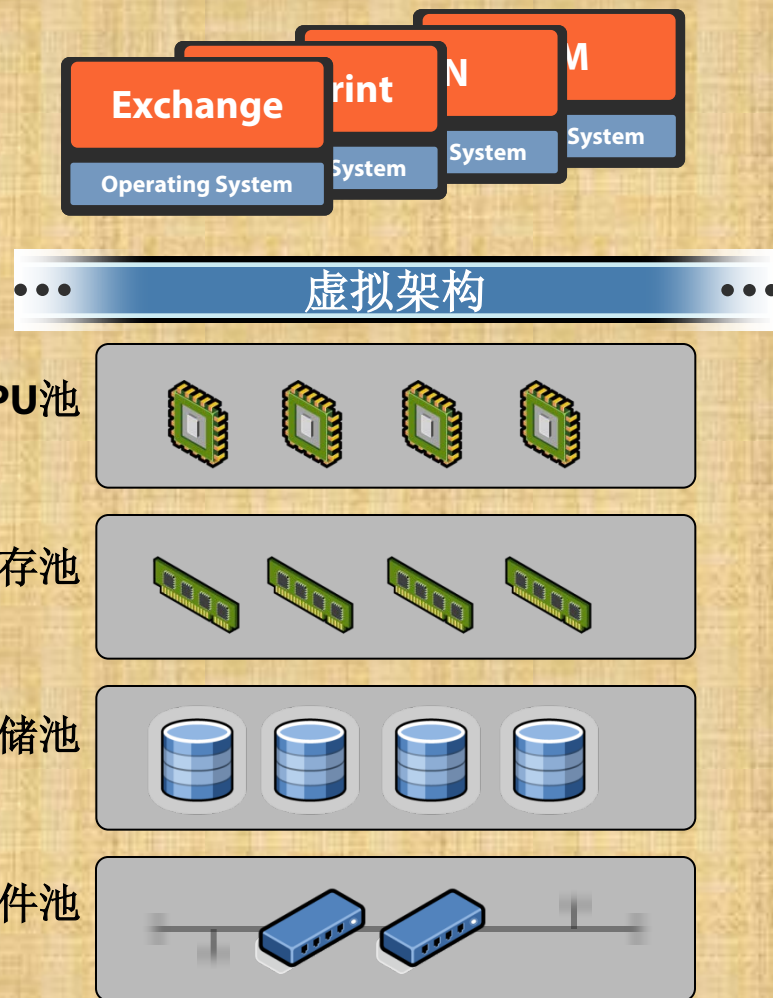 M
System
N
System
rint
System
Exchange
Operating System
虚拟架构
PU池
存池
储池
件池